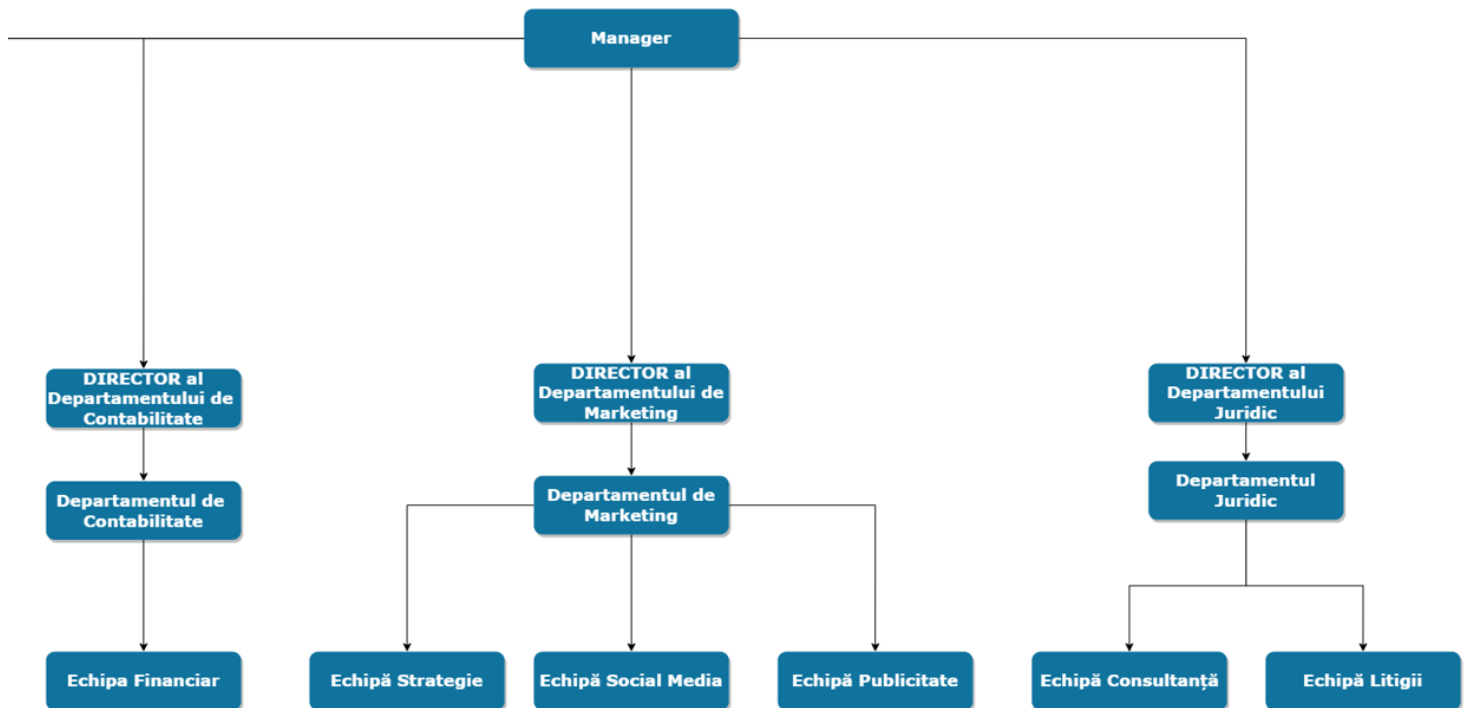 Manager
DIRECTOR al
Departamentului de
Contabilitate
DIRECTOR al
Departamentului de
Marketing
DIRECTOR al
Departamentului
Juridic
Departamentul de
Contabilitate
Departamentul de
Marketing
Departamentul
Juridic
Echipa Financiar
Echipă Strategie
Echipă Social Media
Echipă Publicitate
Echipă Consultanță
Echipă Litigii